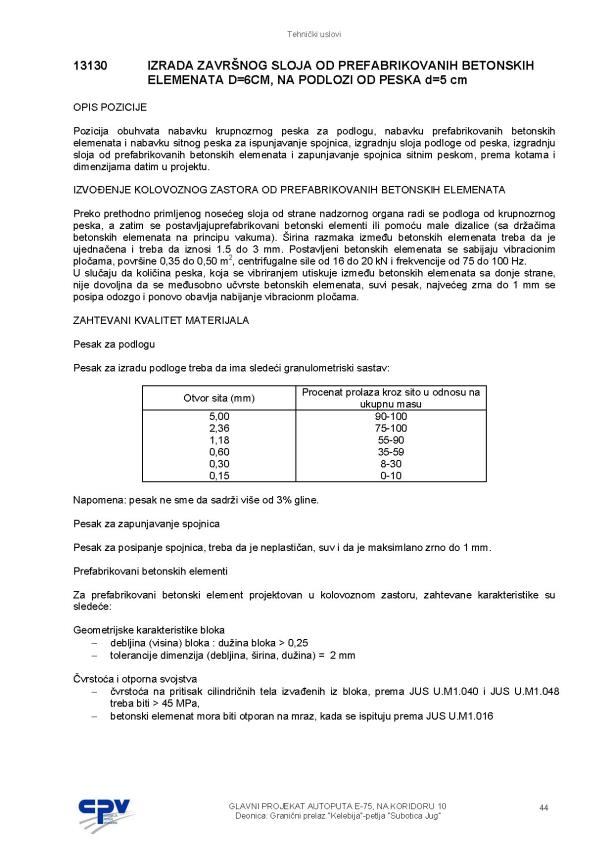 Tehnički uslovi
13130 IZRADA ZAVRŠNOG SLOJA OD PREFABRIKOVANIH BETONSKIH
ELEMENATA D=6CM, NA PODLOZI OD PESKA d=5 cm
OPIS POZICIJE
Pozicija obuhvata nabavku krupnozrnog peska za podlogu, nabavku prefabrikovanih betonskih
elemenata i nabavku sitnog peska za ispunjavanje spojnica, izgradnju sloja podloge od peska, izgradnju
sloja od prefabrikovanih betonskih elemenata i zapunjavanje spojnica sitnim peskom, prema kotama i
dimenzijama datim u projektu.
IZVOĐENJE KOLOVOZNOG ZASTORA OD PREFABRIKOVANIH BETONSKIH ELEMENATA
Preko prethodno primljenog nosećeg sloja od strane nadzornog organa radi se podloga od krupnozrnog
peska, a zatim se postavljajuprefabrikovani betonski elementi ili pomoću male dizalice (sa držačima
betonskih elemenata na principu vakuma). Širina razmaka između betonskih elemenata treba da je
ujednačena i treba da iznosi 1.5 do 3 mm. Postavljeni betonski elementi se sabijaju vibracionim
pločama, površine 0,35 do 0,50 m², centrifugalne sile od 16 do 20 kN i frekvencije od 75 do 100 Hz.
U slučaju da količina peska, koja se vibriranjem utiskuje između betonskih elemenata sa donje strane,
nije dovoljna da se međusobno učvrste betonskih elemenata, suvi pesak, najvećeg zrna do 1 mm se
posipa odozgo i ponovo obavlja nabijanje vibracionm pločama.
ZAHTEVANI KVALITET MATERIJALA
Pesak za podlogu
Pesak za izradu podloge treba da ima sledeći granulometriski sastav:
Otvor sita (mm) Procenat prolaza kroz sito u odnosu na
ukupnu masu
5,00 90-100
2,36 75-100
1,18 55-90
0,60 35-59
0,30 8-30
0,15 0-10
Napomena: pesak ne sme da sadrži više od 3% gline.
Pesak za zapunjavanje spojnica
Pesak za posipanje spojnica, treba da je neplastičan, suv i da je maksimlano zrno do 1 mm.
Prefabrikovani betonskih elementi
Za prefabrikovani betonski element projektovan u kolovoznom zastoru, zahtevane karakteristike su
sledeće:
Geometrijske karakteristike bloka
– debljina (visina) bloka : dužina bloka > 0,25
– tolerancije dimenzija (debljina, širina, dužina) = 2 mm
Čvrstoća i otporna svojstva
– čvrstoća na pritisak cilindričnih tela izvađenih iz bloka, prema JUS U.M1.040 i JUS U.M1.048
treba biti > 45 MPa,
– betonski elemenat mora biti otporan na mraz, kada se ispituju prema JUS U.M1.016
CPV
GLAVNI PROJEKAT AUTOPUTA E-75, NA KORIDORU 10 44
Deonica: Granični prelaz "Kelebija"-petlja "Subotica Jug"